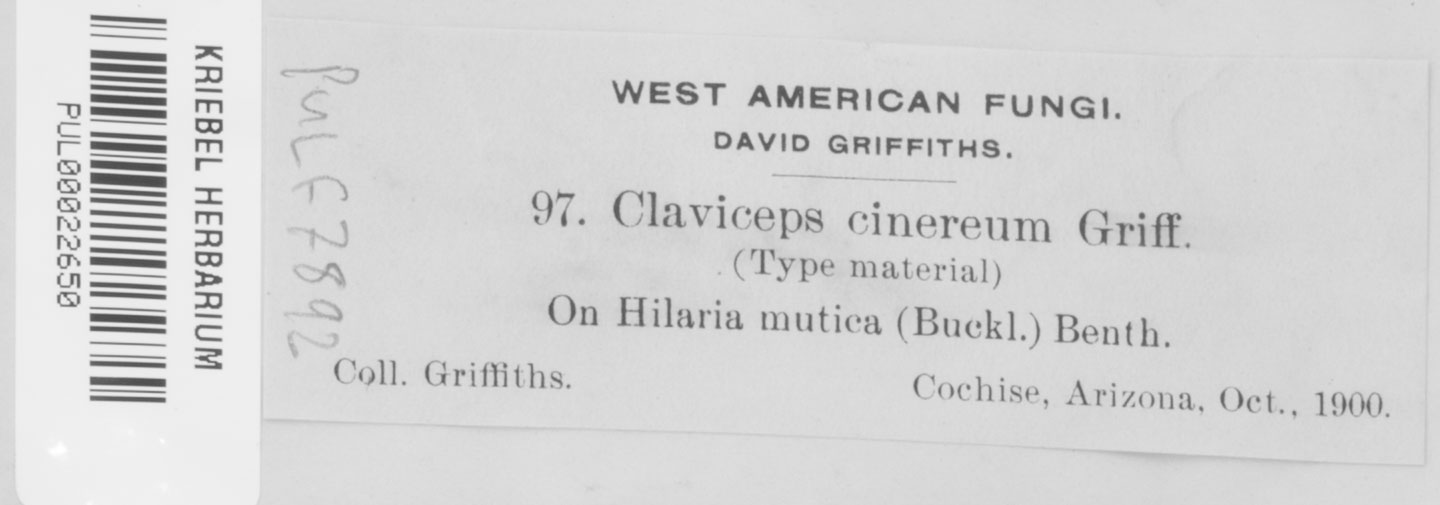 KRIEBEL HERBARIUM
PUL00022650
PUL F7892
WEST AMERICAN FUNGI.
DAVID GRIFFITHS.
97. Claviceps cinereum Griff.
(Type material)
On Hilaria mutica (Buckl.) Benth.
Coll. Griffiths.
Cochise, Arizona, Oct., 1900.